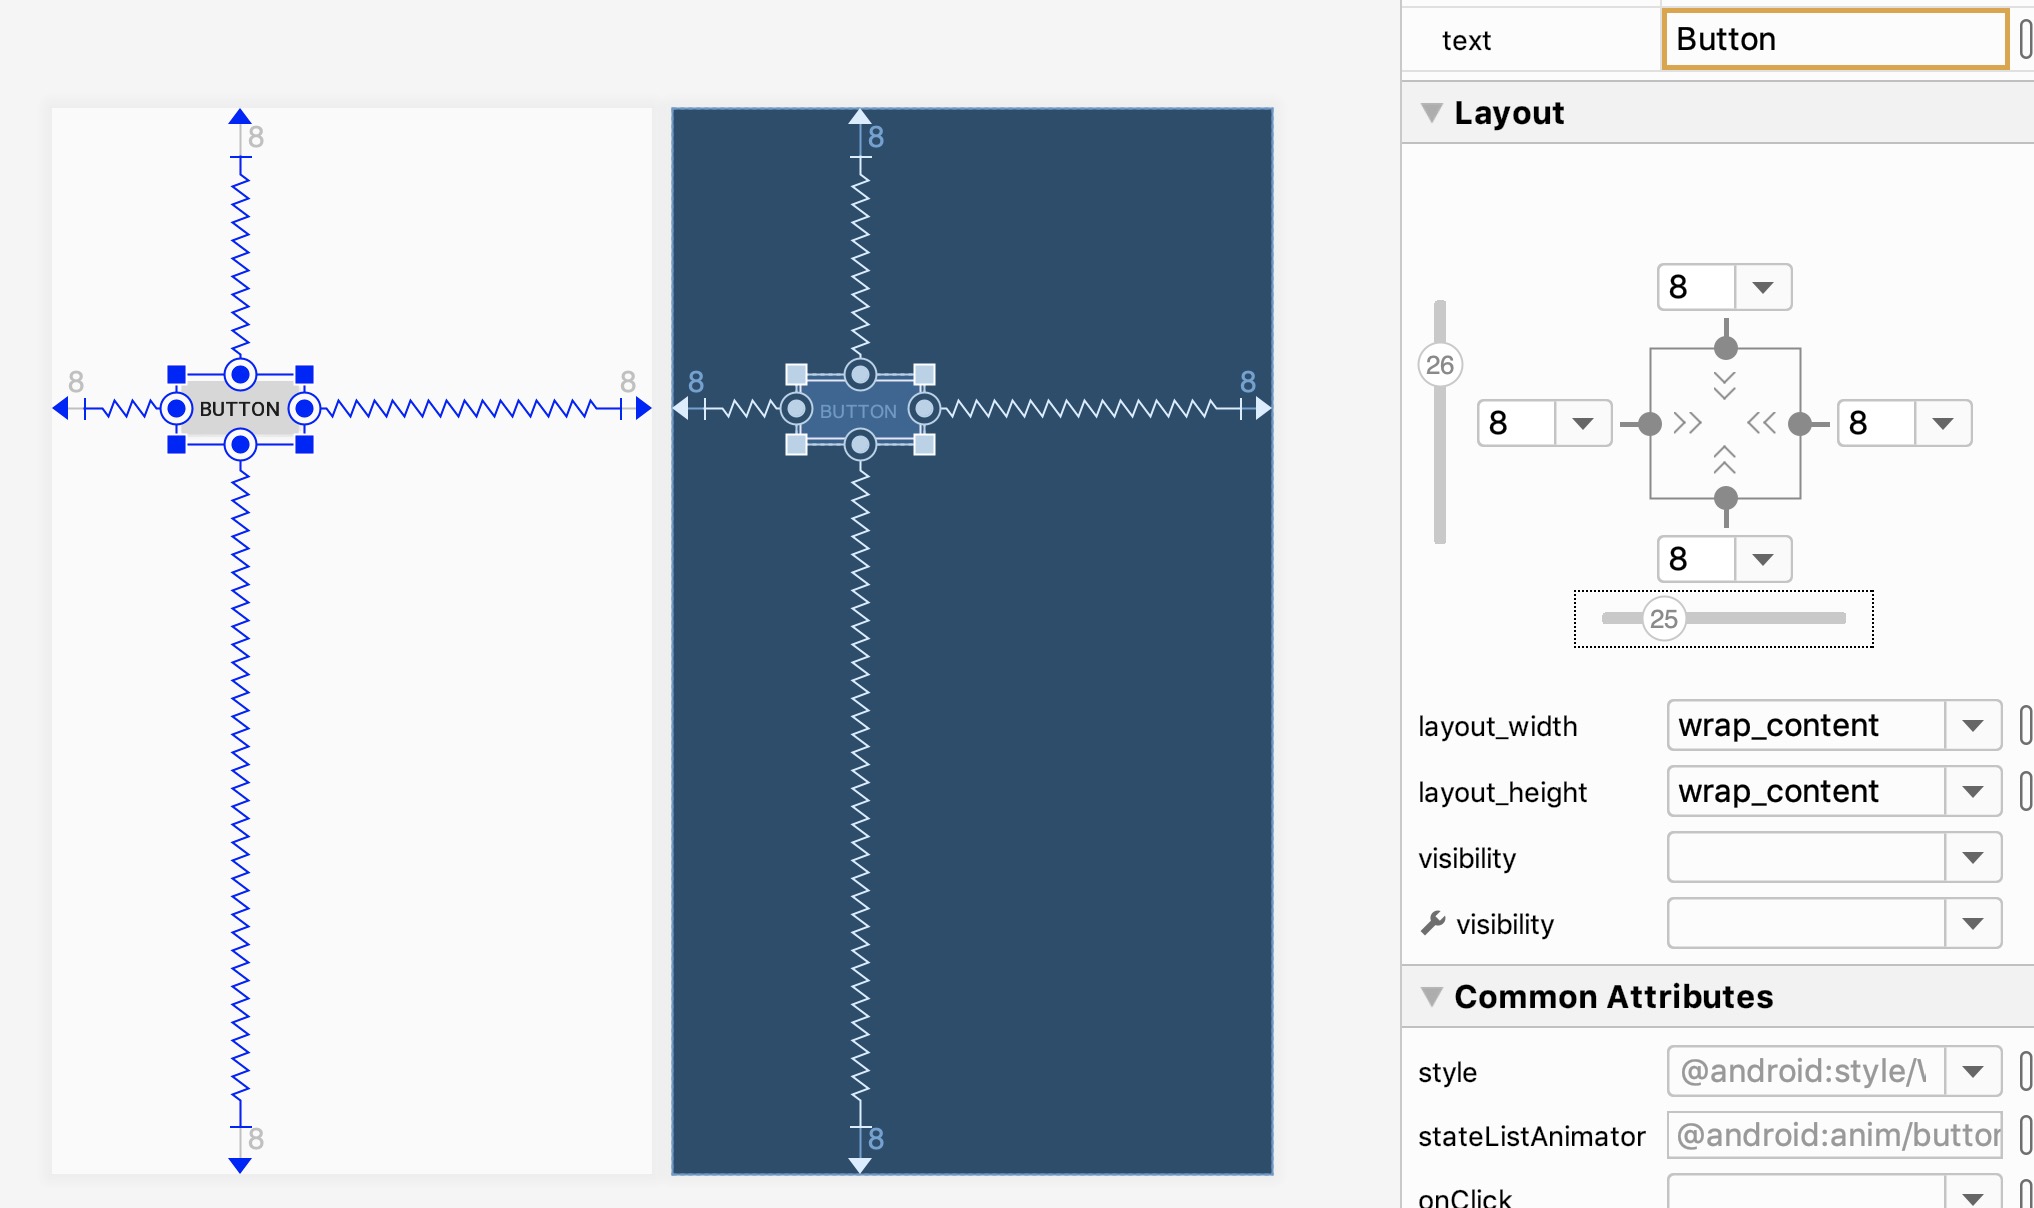 8
8
8
BUTTON
8
8
8
8
BUTTON
8
text
Button
Layout
8
26
8
8
8
25
layout_width
wrap_content
layout_height
wrap_content
visibility
visibility
Common Attributes
style
@android:style/
stateListAnimator
@android:anim/button
onClick